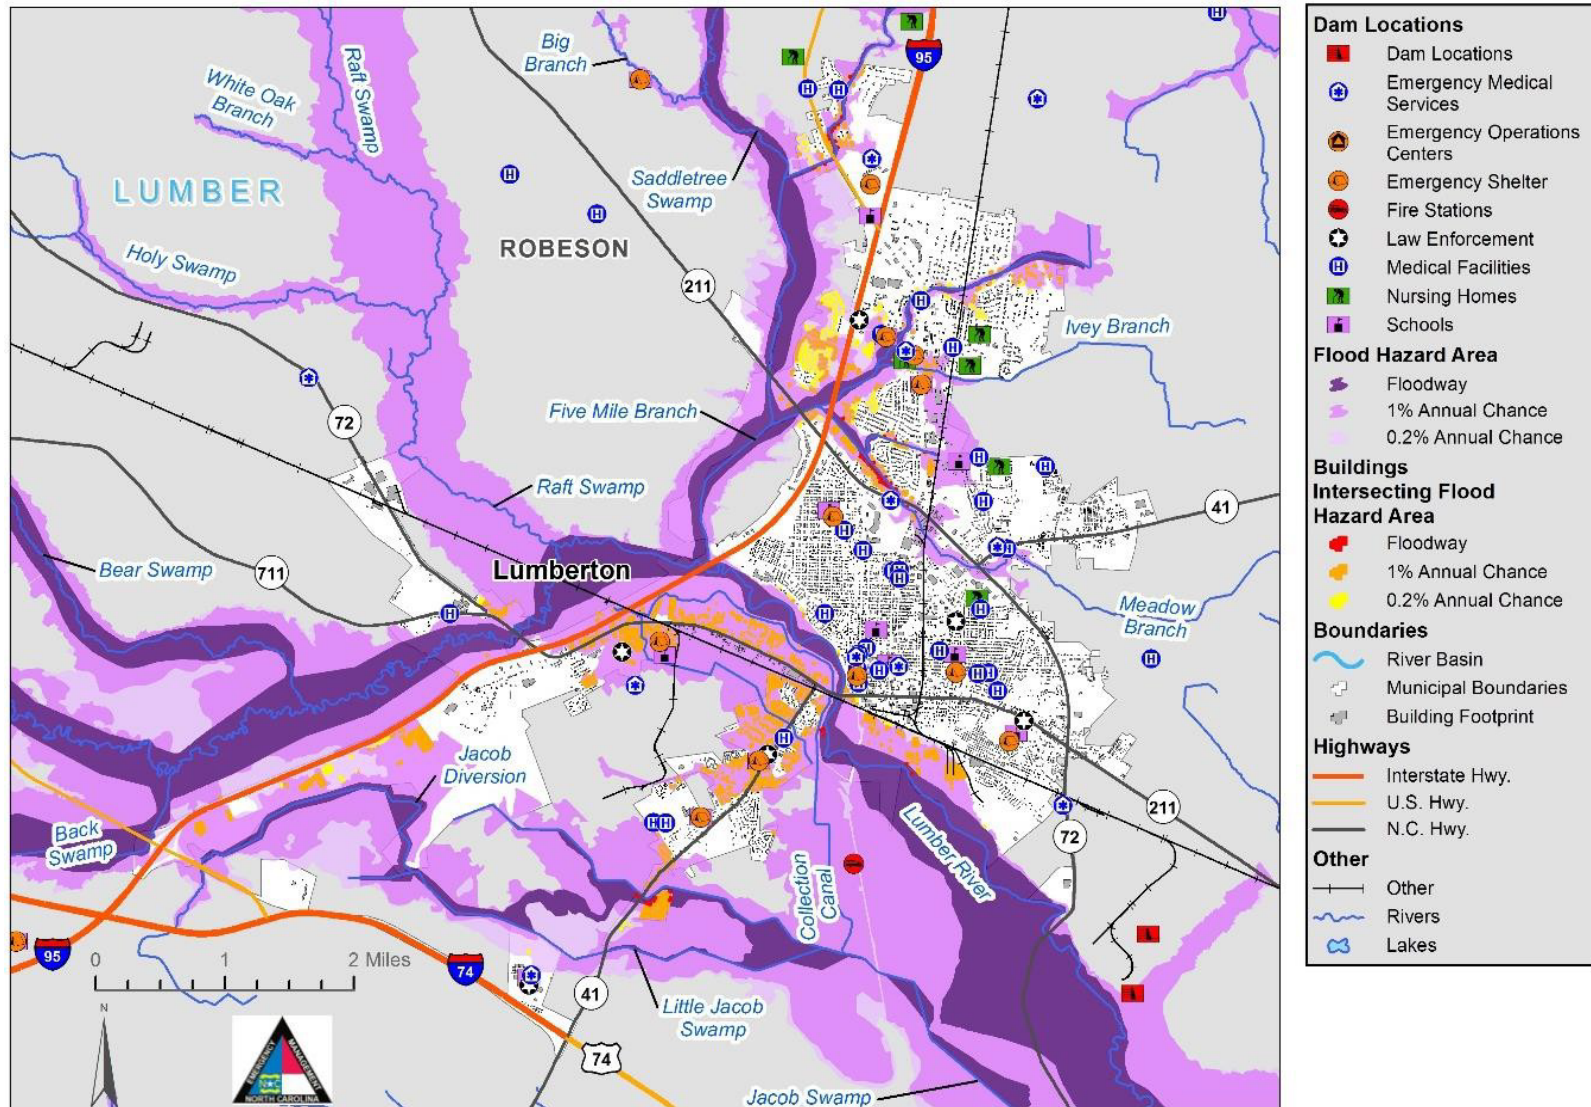 Big
Branch
95
White Oak
Branch
Raft Swamp
LUMBER
Saddletree
Swamp
ROBESON
Holy Swamp
211
Ivey Branch
72
Five Mile Branch
Raft Swamp
41
Bear Swamp
711
Lumberton
Meadow
Branch
Jacob
Diversion
Back
Swamp
Lumber River
72
211
Collection
Canal
95
0 1 2 Miles
74
41
Little Jacob
Swamp
74
N
EMERGENCY
MANAGEMENT
NORTH CAROLINA
Jacob Swamp
Dam Locations
Dam Locations
Emergency Medical
Services
Emergency Operations
Centers
Emergency Shelter
Fire Stations
Law Enforcement
Medical Facilities
Nursing Homes
Schools
Flood Hazard Area
Floodway
1% Annual Chance
0.2% Annual Chance
Buildings
Intersecting Flood
Hazard Area
Floodway
1% Annual Chance
0.2% Annual Chance
Boundaries
River Basin
Municipal Boundaries
Building Footprint
Highways
Interstate Hwy.
U.S. Hwy.
N.C. Hwy.
Other
Other
Rivers
Lakes